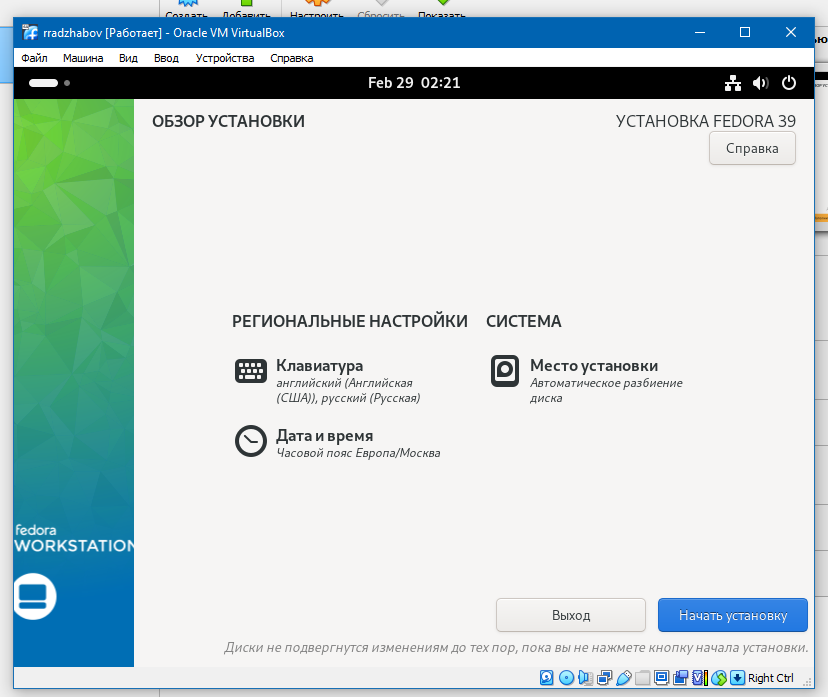 Создать Добавить Настроить Сбросить Показать
rradzhabov [Работает] - Oracle VM VirtualBox
Файл Машина Вид Ввод Устройства Справка
Feb 29 02:21
ОБЗОР УСТАНОВКИ
УСТАНОВКА FEDORA 39
Справка
РЕГИОНАЛЬНЫЕ НАСТРОЙКИ
СИСТЕМА
Клавиатура
английский (Английская
(США)), русский (Русская)
Место установки
Автоматическое разбиение
диска
Дата и время
Часовой пояс Европа/Москва
fedora
WORKSTATION
Выход
Начать установку
Диски не подвергнутся изменениям до тех пор, пока вы не нажмете кнопку начала установки.
Right Ctrl